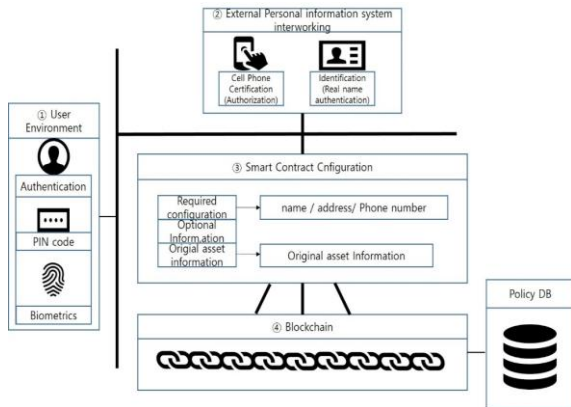 ② External Personal information system
interworking
Cell Phone
Certification
(Authorization)
Identification
(Real name
authentication)
① User
Environment
Authentication
PIN code
Biometrics
③ Smart Contract Cnfiguration
Required
configuration
name / address/ Phone number
Optional
Inform,ation
Origial asset
information
Original asset Information
④ Blockchain
Policy DB